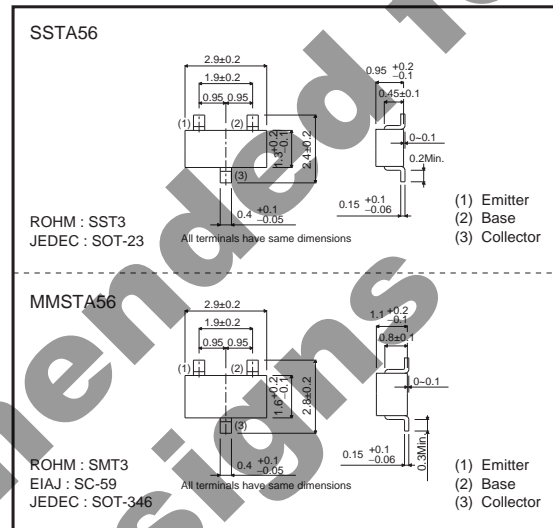 SSTA56
2.9±0.2
1.9±0.2
0.95 0.95
(1) (2)
(3)
1.3 +0.2 −0.1
2.4±0.2
0.4 +0.1 −0.05
All terminals have same dimensions
0.95 +0.2 −0.1
0.45±0.1
0~0.1
0.2Min.
0.15 +0.1 −0.06
ROHM : SST3
JEDEC : SOT-23
(1) Emitter
(2) Base
(3) Collector
MMSTA56
2.9±0.2
1.9±0.2
0.95 0.95
(1) (2)
(3)
1.6 +0.2 −0.1
2.8±0.2
0.4 +0.1 −0.05
All terminals have same dimensions
1.1 +0.2 −0.1
0.8±0.1
0~0.1
0.3Min.
0.15 +0.1 −0.06
ROHM : SMT3
EIAJ : SC-59
JEDEC : SOT-346
(1) Emitter
(2) Base
(3) Collector